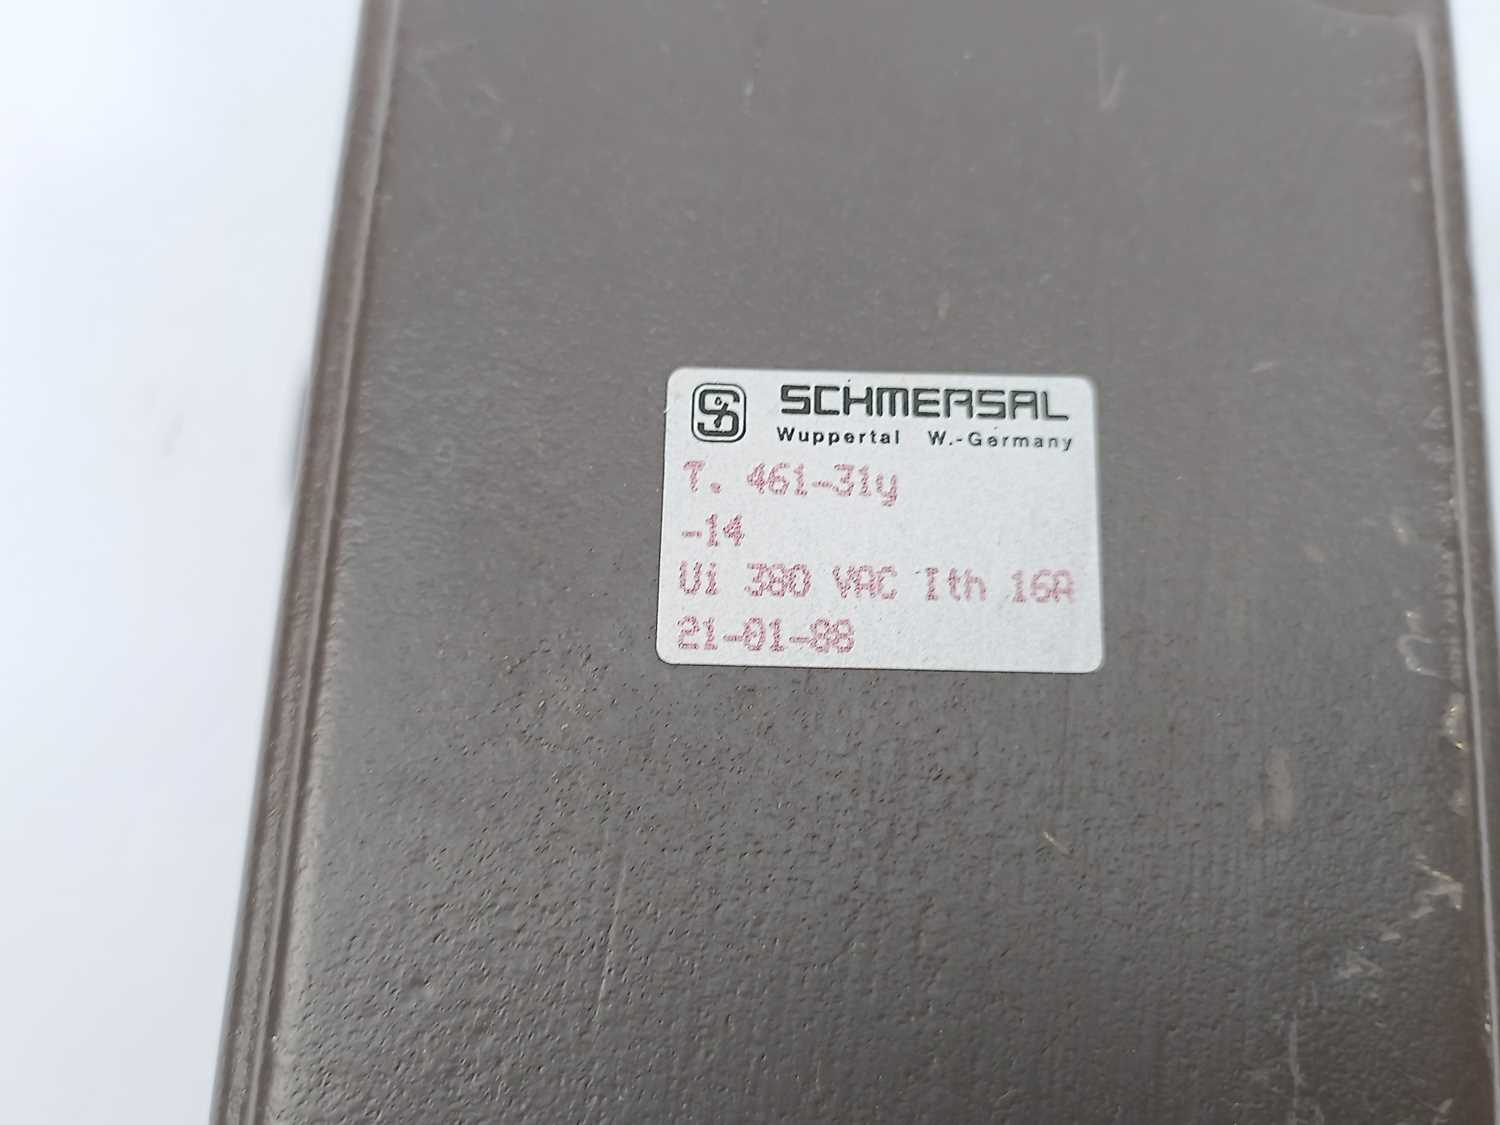 SCHMERSAL
Wuppertal W.-Germany
T. 461-31y
-14
Ui 380 VAC Ith 16A
21-01-88